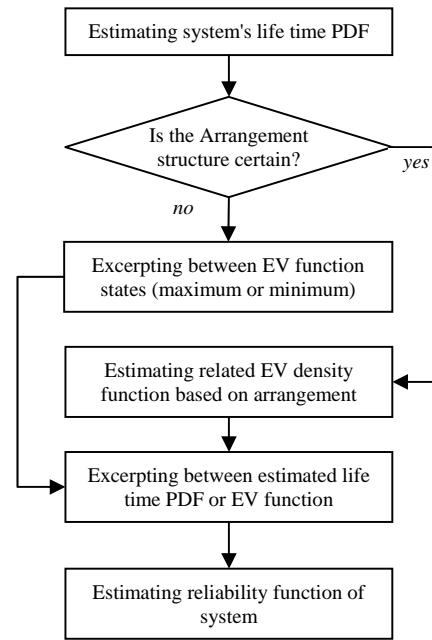 Estimating system's life time PDF
Is the Arrangement
structure certain?
yes
no
Excerpting between EV function
states (maximum or minimum)
Estimating related EV density
function based on arrangement
Excerpting between estimated life
time PDF or EV function
Estimating reliability function of
system